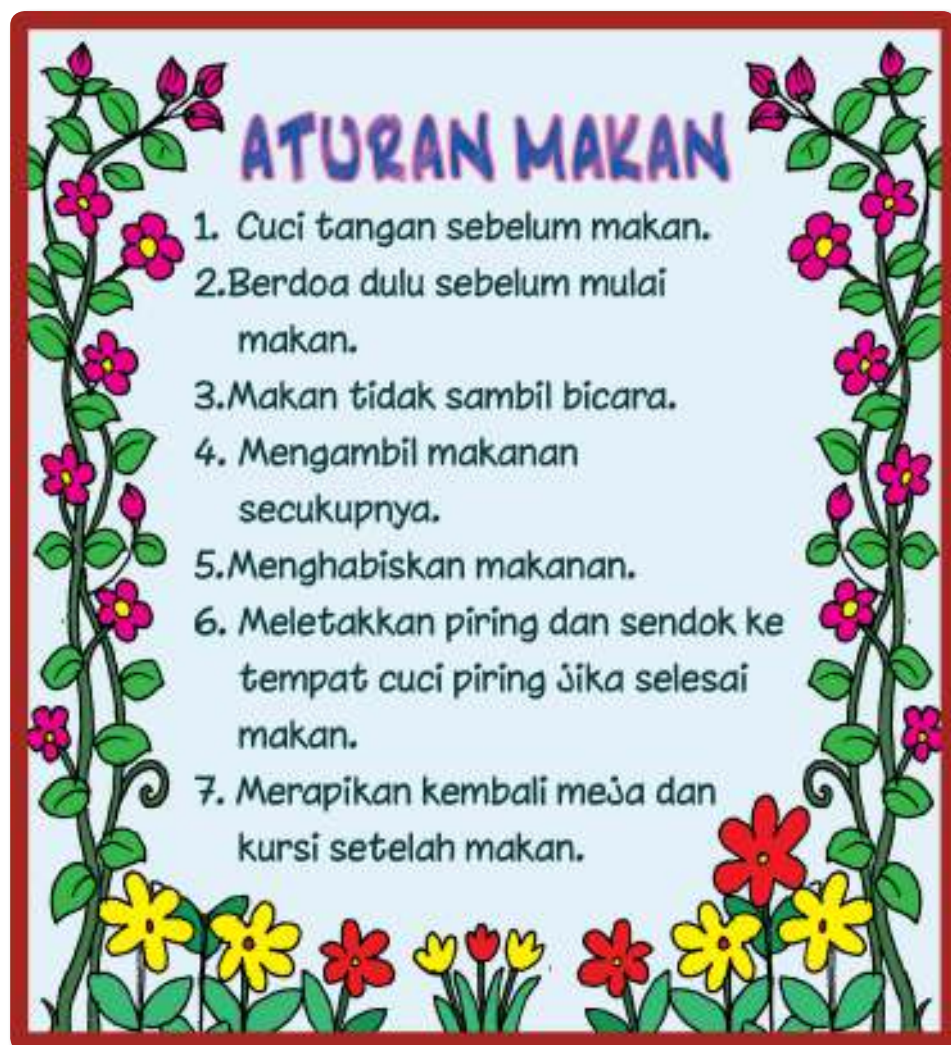 ATURAN MAKAN
1. Cuci tangan sebelum makan.
2.Berdoa dulu sebelum mulai
makan.
3.Makan tidak sambil bicara.
4. Mengambil makanan
secukupnya.
5.Menghabiskan makanan.
6. Meletakkan piring dan sendok ke
tempat cuci piring jika selesai
makan.
7. Merapikan kembali meja dan
kursi setelah makan.